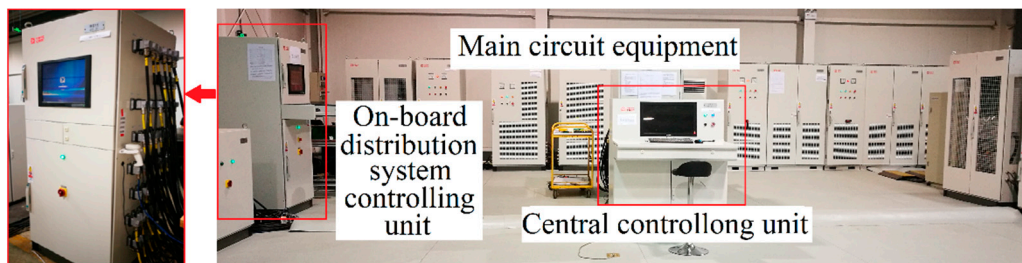 Main circuit equipment
On-board
distribution
system
controlling
unit
Central controllong unit